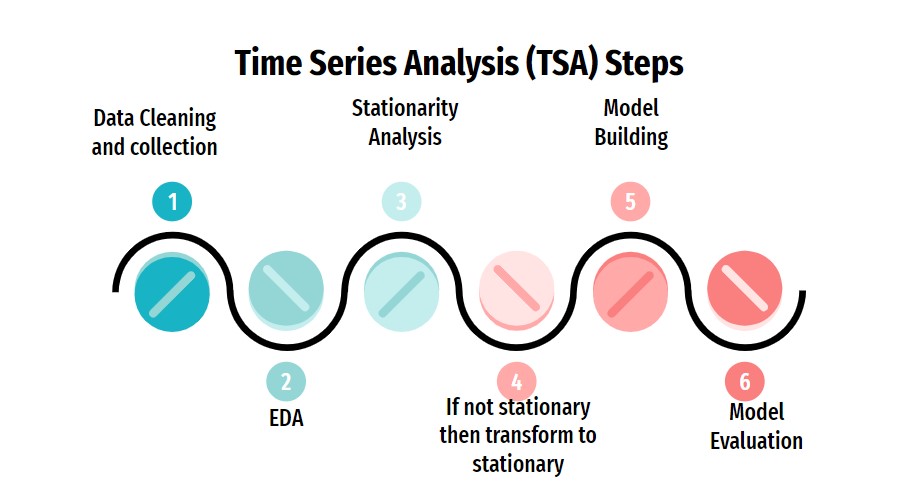 Time Series Analysis (TSA) Steps
Data Cleaning
and collection
1
2
EDA
Stationarity
Analysis
3
4
If not stationary
then transform to
stationary
Model
Building
5
6
Model
Evaluation